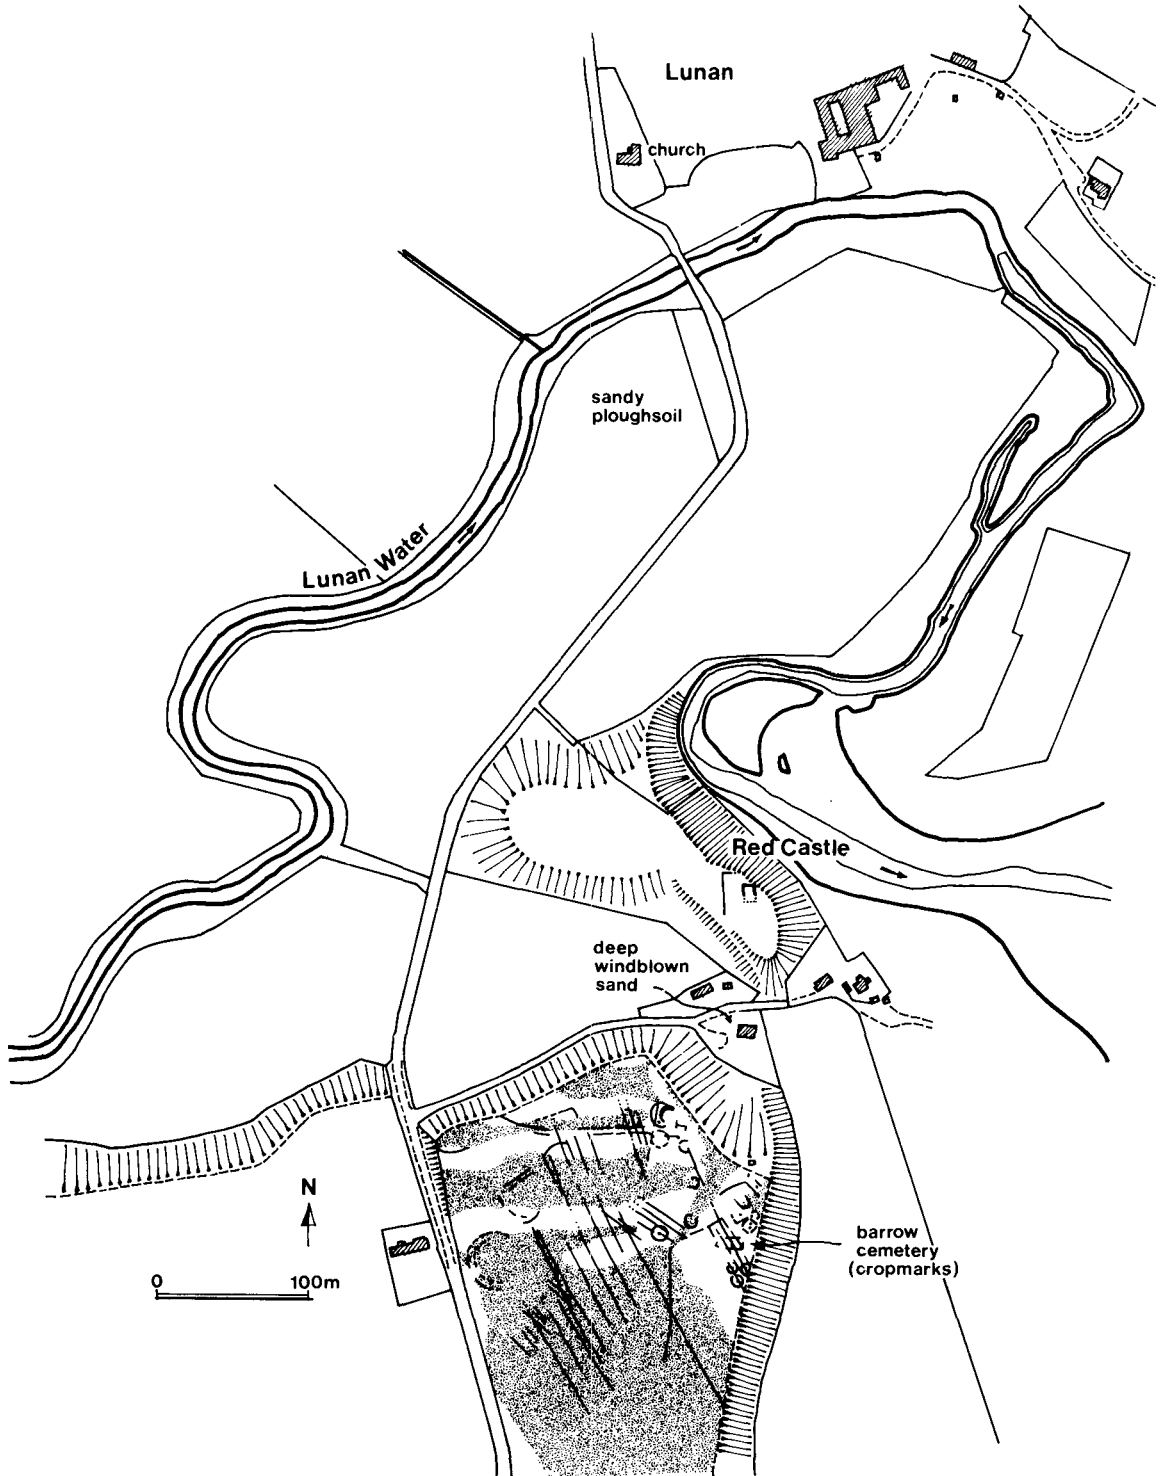 Lunan
church
sandy
ploughsoil
Lunan Water
Red Castle
deep
windblown
sand
N
0 100m
barrow
cemetery
(cropmarks)